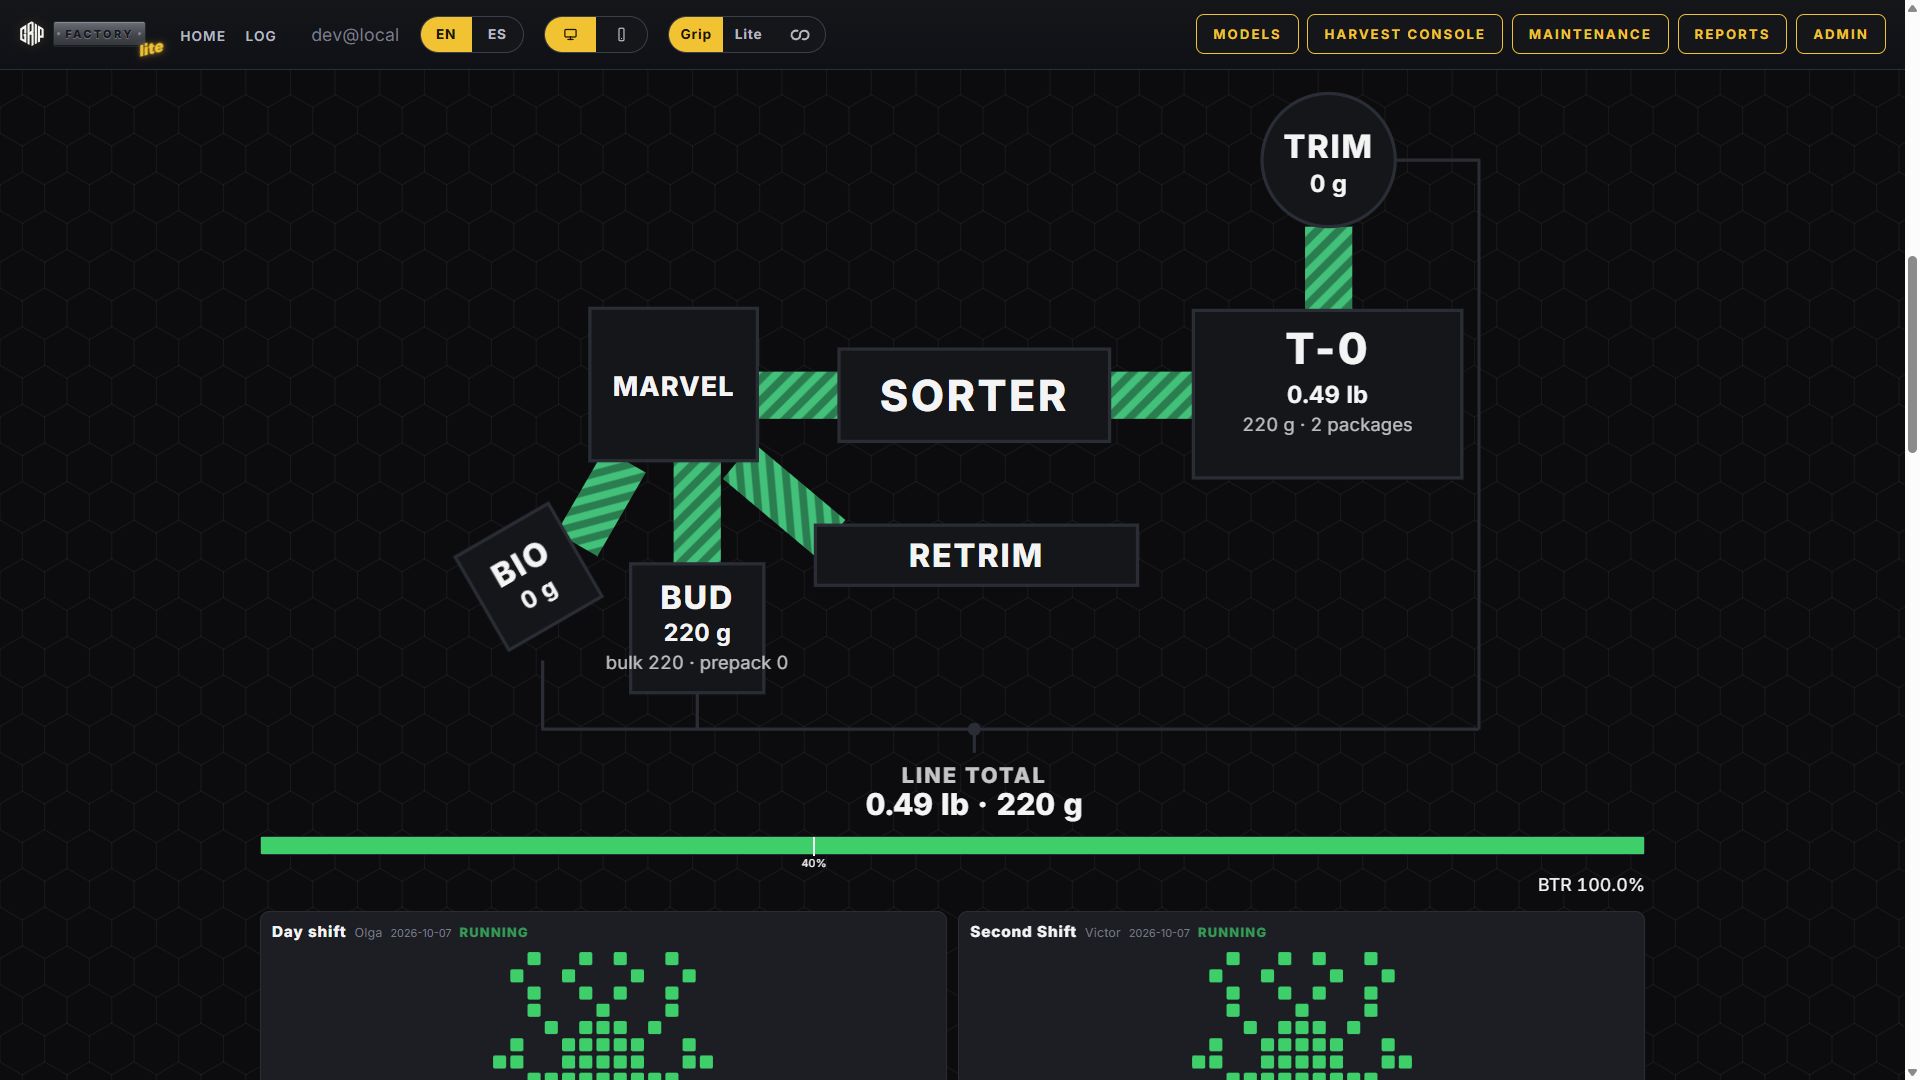 GRIP FACTORY lite
HOME LOG dev@local EN ES Grip Lite MODELS HARVEST CONSOLE MAINTENANCE REPORTS ADMIN
TRIM
0 g
T-0
0.49 lb
220 g · 2 packages
MARVEL
SORTER
RETRIM
BIO
0 g
BUD
220 g
bulk 220 · prepack 0
LINE TOTAL
0.49 lb · 220 g
40%
BTR 100.0%
Day shift Olga 2026-10-07 RUNNING
Second Shift Victor 2026-10-07 RUNNING